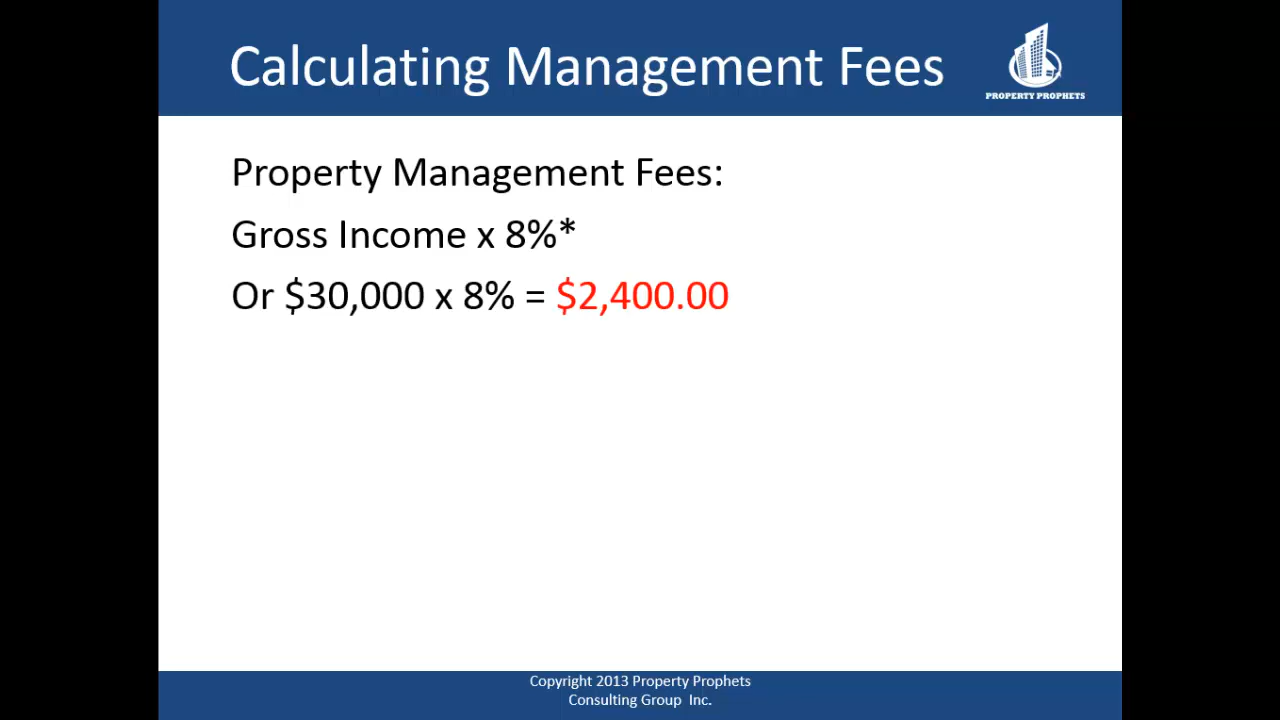 Calculating Management Fees
PROPERTY PROPHETS
Property Management Fees:
Gross Income x 8%*
Or $30,000 x 8% = $2,400.00
Copyright 2013 Property Prophets
Consulting Group Inc.